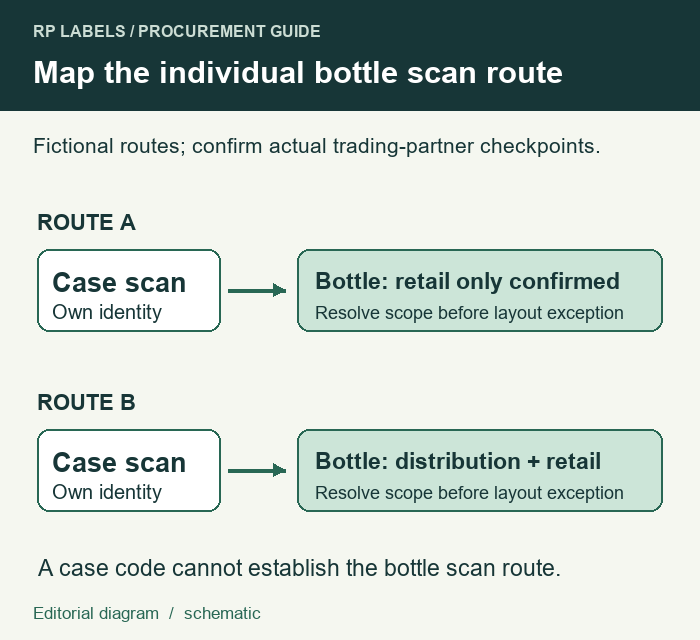 RP LABELS / PROCUREMENT GUIDE
Map the individual bottle scan route
Fictional routes; confirm actual trading-partner checkpoints.
ROUTE A
Case scan
Own identity
Bottle: retail only confirmed
Resolve scope before layout exception
ROUTE B
Case scan
Own identity
Bottle: distribution + retail
Resolve scope before layout exception
A case code cannot establish the bottle scan route.
Editorial diagram / schematic